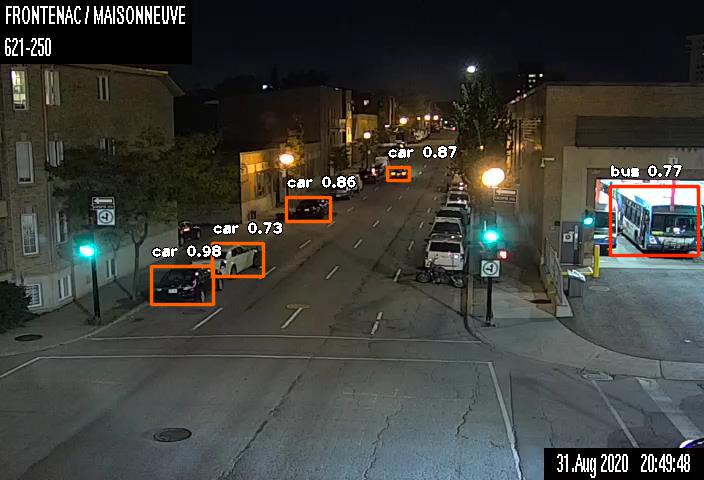 FRONTENAC / MAISONNEUVE
621-250
car 0.87
bus 0.77
car 0.86
car 0.73
car 0.98
31.Aug 2020 20:49:48